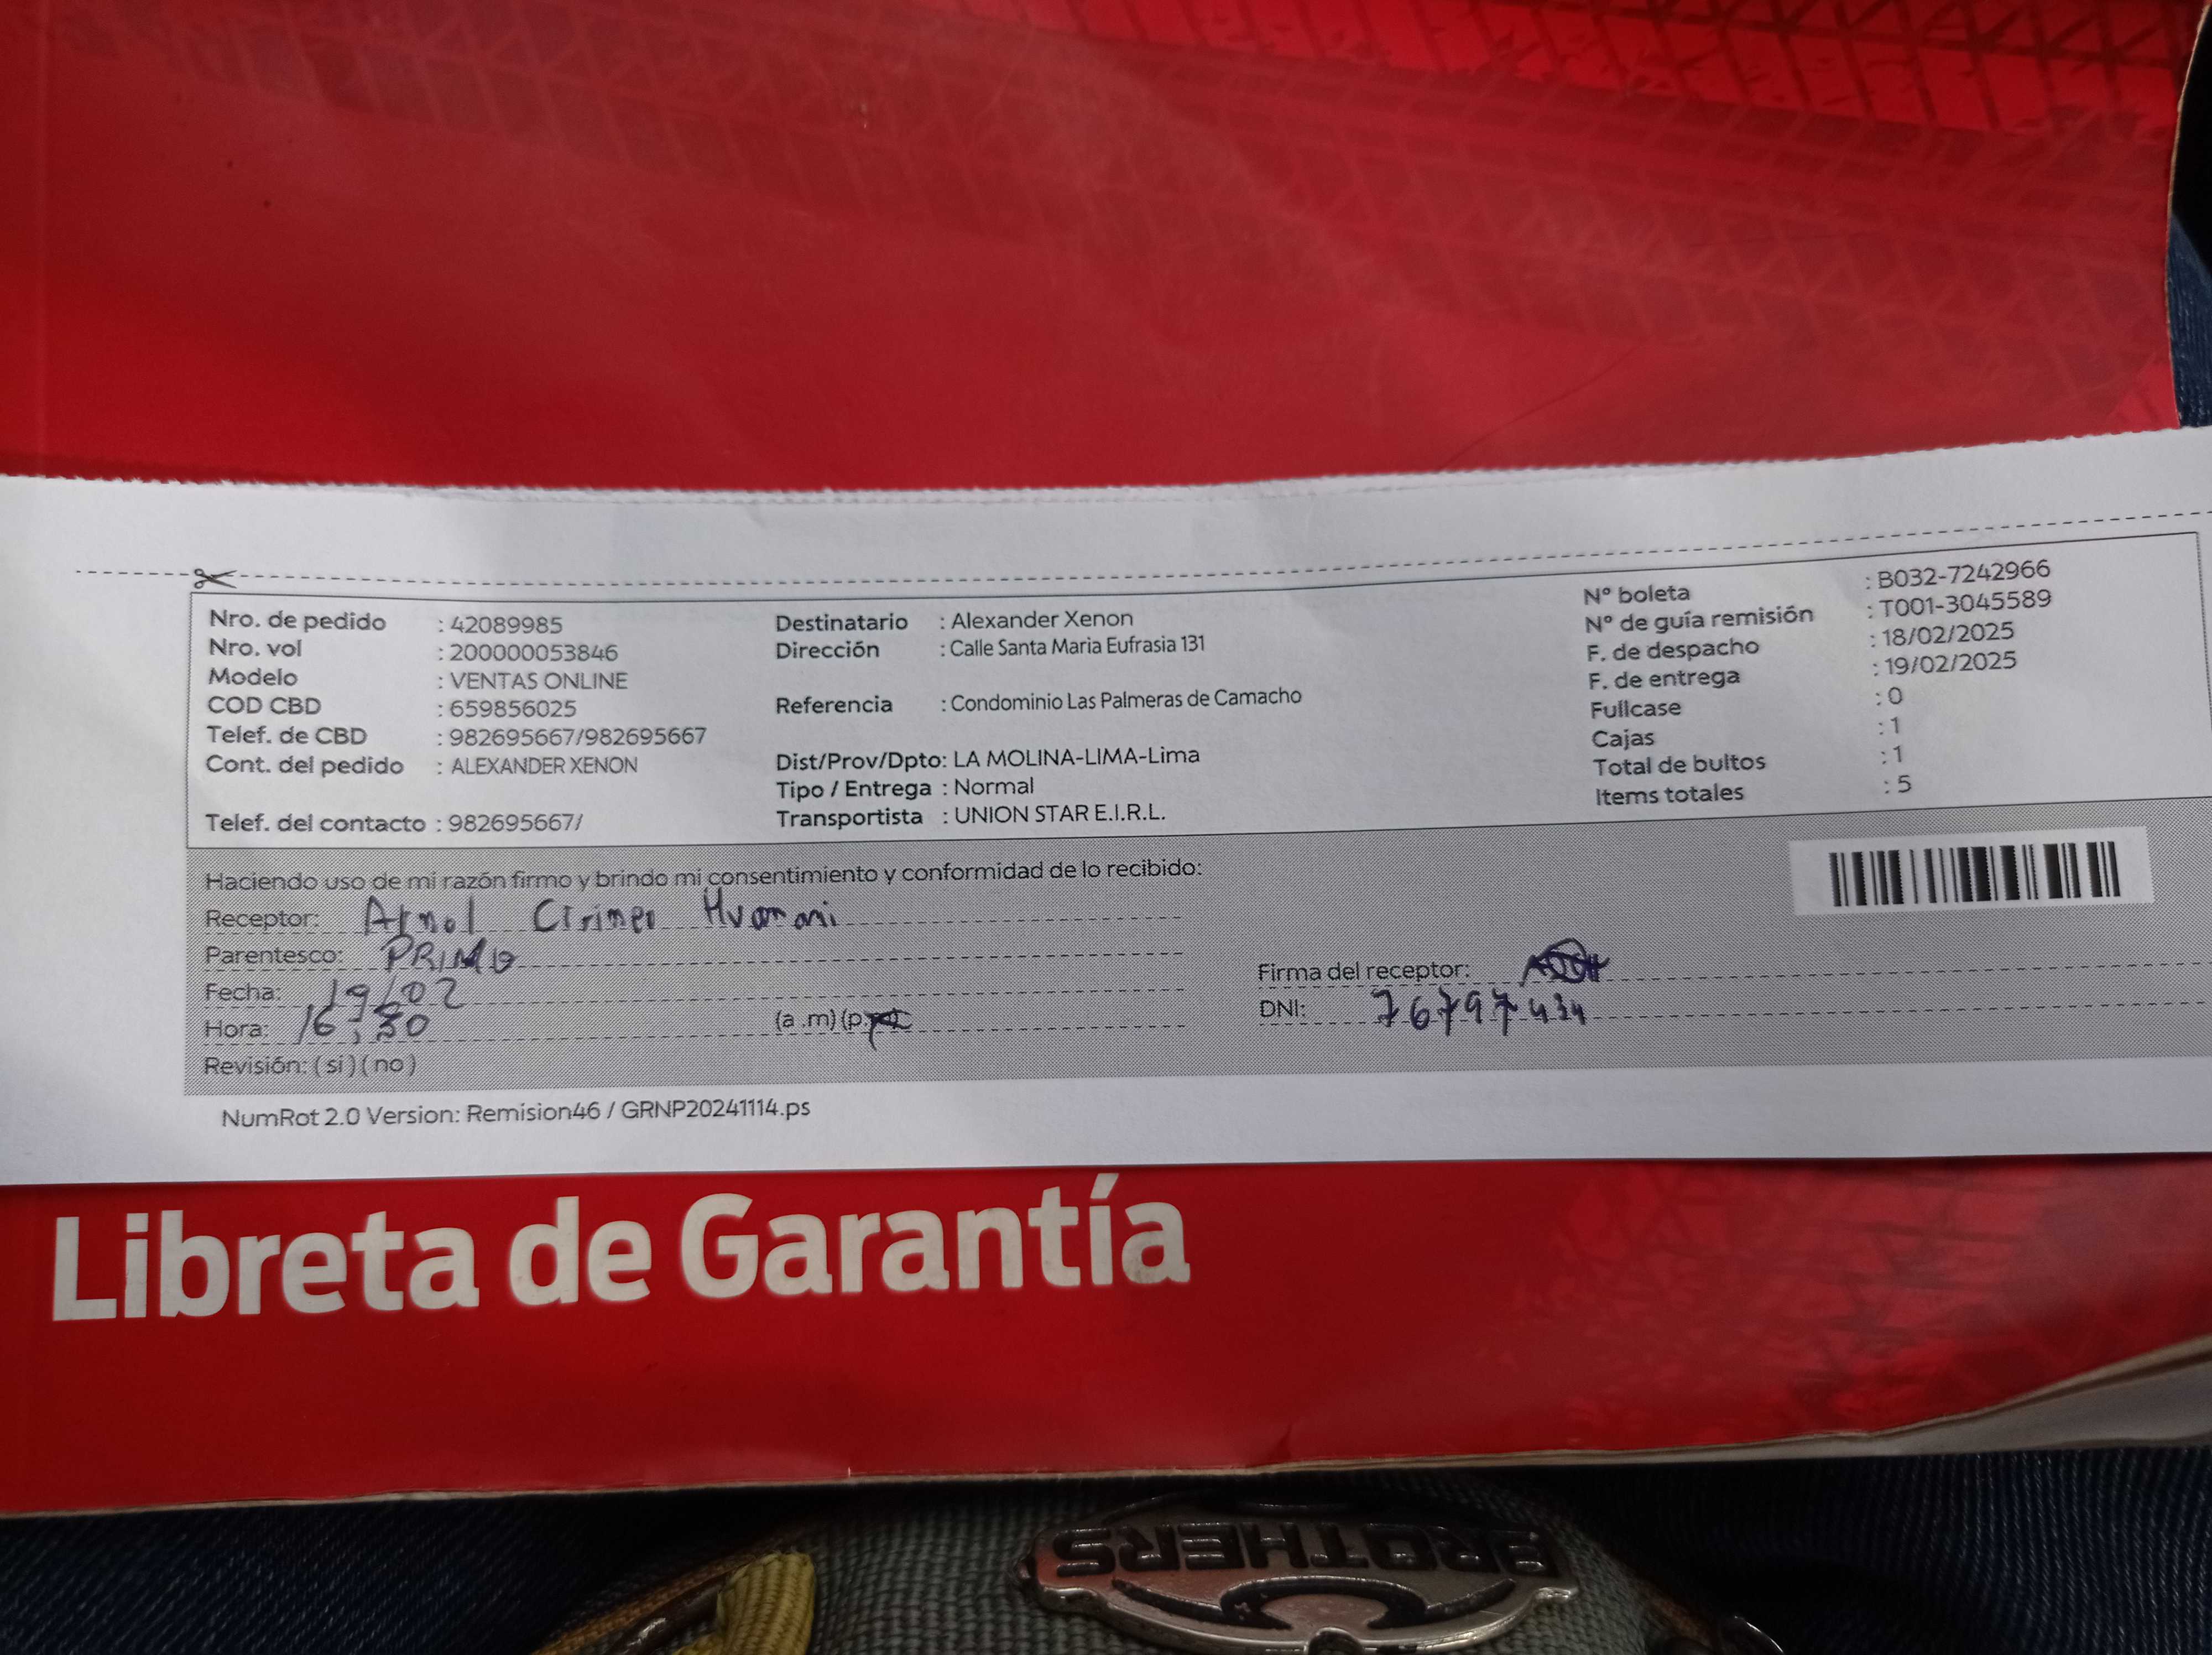 Nro. de pedido : 42089985
Nro. vol : 200000053846
Modelo : VENTAS ONLINE
COD CBD : 659856025
Telef. de CBD : 982695667/982695667
Cont. del pedido : ALEXANDER XENON
Telef. del contacto : 982695667/
Destinatario : Alexander Xenon
Dirección : Calle Santa Maria Eufrasia 131
Referencia : Condominio Las Palmeras de Camacho
Dist/Prov/Dpto: LA MOLINA-LIMA-Lima
Tipo / Entrega : Normal
Transportista : UNION STAR E.I.R.L.
Nº boleta : B032-7242966
Nº de guía remisión : T001-3045589
F. de despacho : 18/02/2025
F. de entrega : 19/02/2025
Fullcase : 0
Cajas : 1
Total de bultos : 1
Items totales : 5
Haciendo uso de mi razón firmo y brindo mi consentimiento y conformidad de lo recibido:
Receptor: Arnol
Parentesco: PRIMO
Fecha: 19/02
Hora: 16:30 (a .m) (p.
Revisión: ( si ) ( no )
Firma del receptor:
DNI: 76797434
NumRot 2.0 Version: Remision46 / GRNP20241114.ps
Libreta de Garantía
BROTHERS